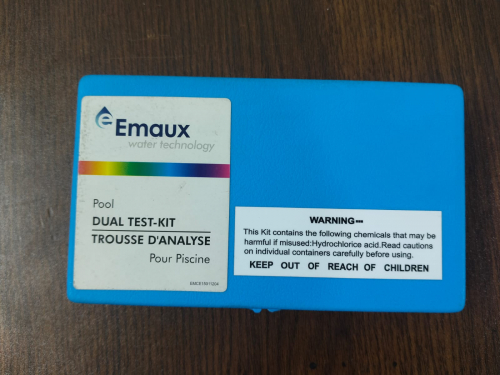 Emaux
water technology
Pool
DUAL TEST-KIT
TROUSSE D'ANALYSE
Pour Piscine
WARNING---
This Kit contains the following chemicals that may be
harmful if misused:Hydrochlorice acid.Read cautions
on individual containers carefully before using.
KEEP OUT OF REACH OF CHILDREN